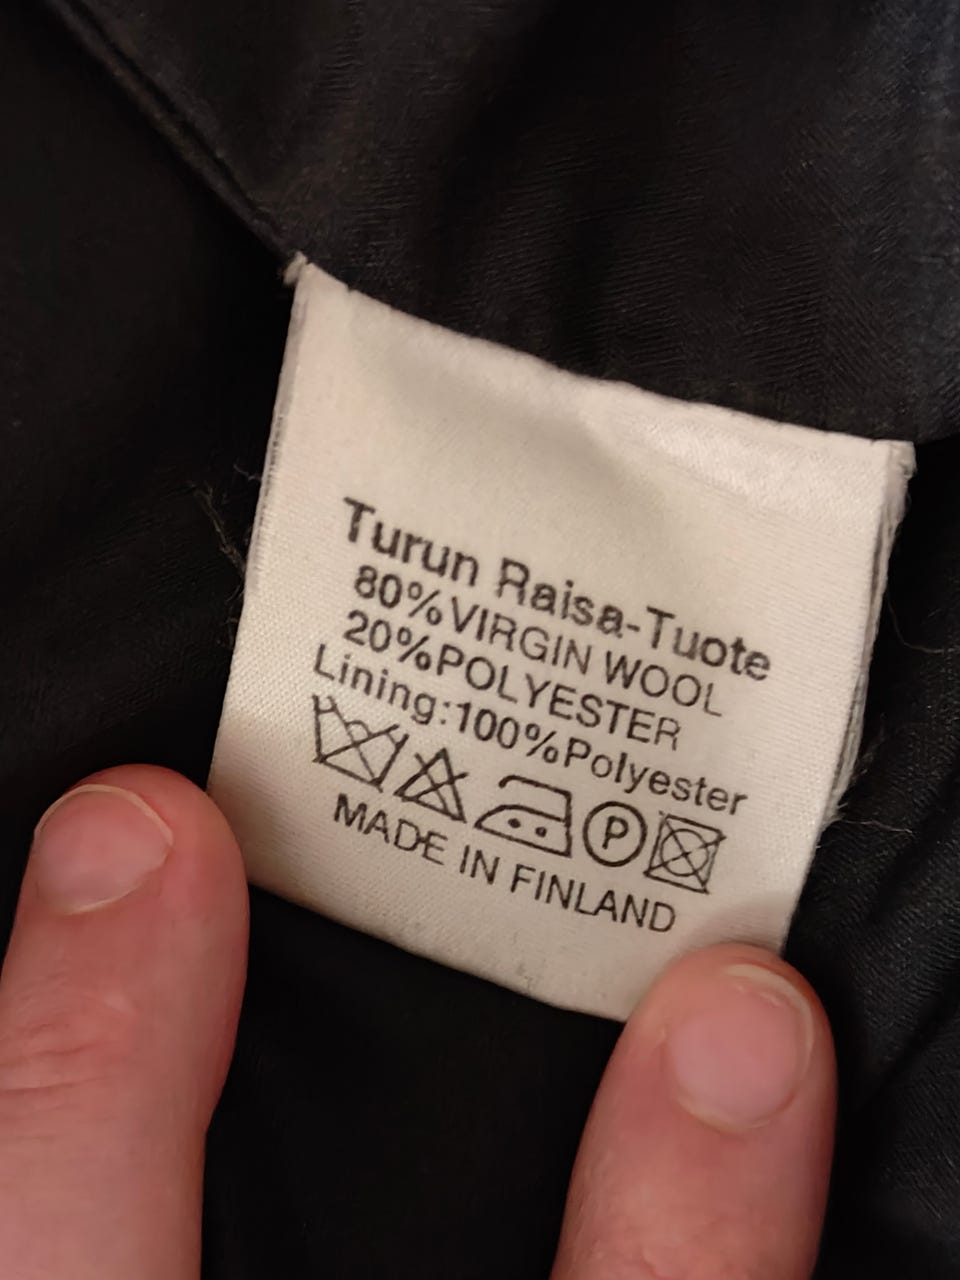 Turun Raisa-Tuote
80%VIRGIN WOOL
20%POLYESTER
Lining:100%Polyester
P
MADE IN FINLAND